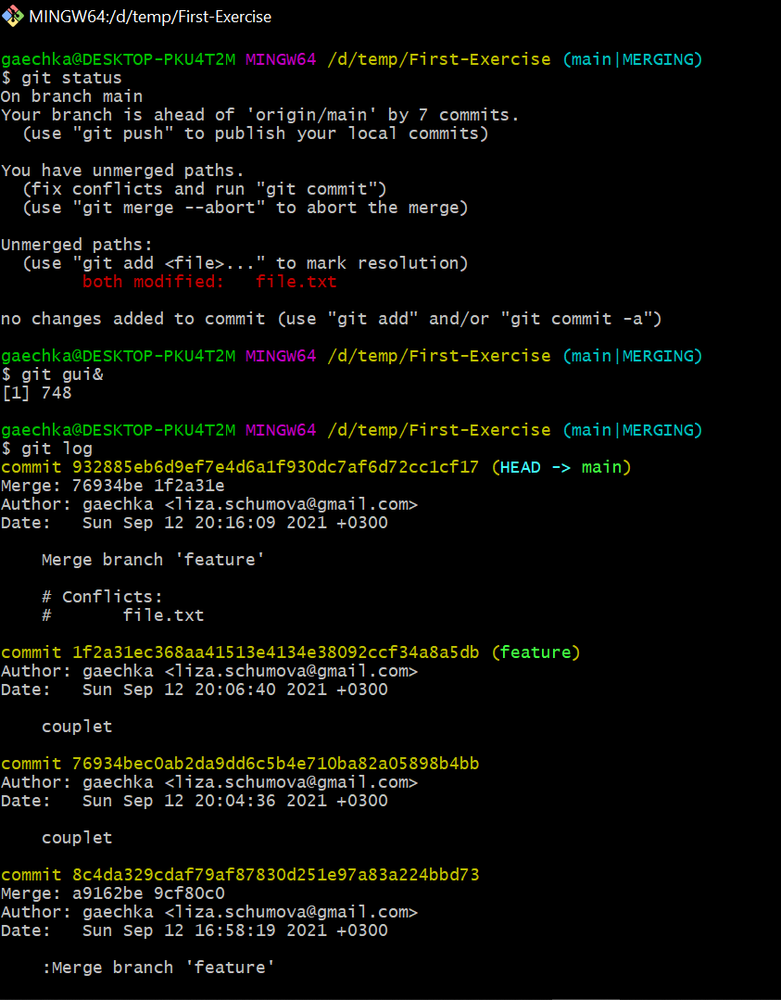 MINGW64:/d/temp/First-Exercise
gaechka@DESKTOP-PKU4T2M MINGW64 /d/temp/First-Exercise (main|MERGING)
$ git status
On branch main
Your branch is ahead of 'origin/main' by 7 commits.
  (use "git push" to publish your local commits)

You have unmerged paths.
  (fix conflicts and run "git commit")
  (use "git merge --abort" to abort the merge)

Unmerged paths:
  (use "git add <file>..." to mark resolution)
        both modified:   file.txt

no changes added to commit (use "git add" and/or "git commit -a")

gaechka@DESKTOP-PKU4T2M MINGW64 /d/temp/First-Exercise (main|MERGING)
$ git gui&
[1] 748

gaechka@DESKTOP-PKU4T2M MINGW64 /d/temp/First-Exercise (main|MERGING)
$ git log
commit 932885eb6d9ef7e4d6a1f930dc7af6d72cc1cf17 (HEAD -> main)
Merge: 76934be 1f2a31e
Author: gaechka <liza.schumova@gmail.com>
Date:   Sun Sep 12 20:16:09 2021 +0300

    Merge branch 'feature'

    # Conflicts:
    #       file.txt

commit 1f2a31ec368aa41513e4134e38092ccf34a8a5db (feature)
Author: gaechka <liza.schumova@gmail.com>
Date:   Sun Sep 12 20:06:40 2021 +0300

    couplet

commit 76934bec0ab2da9dd6c5b4e710ba82a05898b4bb
Author: gaechka <liza.schumova@gmail.com>
Date:   Sun Sep 12 20:04:36 2021 +0300

    couplet

commit 8c4da329cdaf79af87830d251e97a83a224bbd73
Merge: a9162be 9cf80c0
Author: gaechka <liza.schumova@gmail.com>
Date:   Sun Sep 12 16:58:19 2021 +0300

    :Merge branch 'feature'